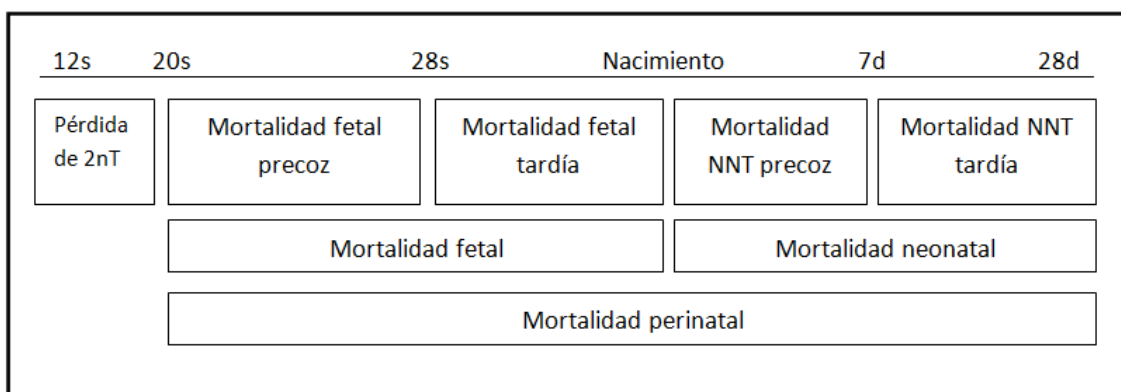 12s 20s 28s Nacimiento 7d 28d
Pérdida
de 2nT
Mortalidad fetal
precoz
Mortalidad fetal
tardía
Mortalidad
NNT precoz
Mortalidad NNT
tardía
Mortalidad fetal
Mortalidad neonatal
Mortalidad perinatal